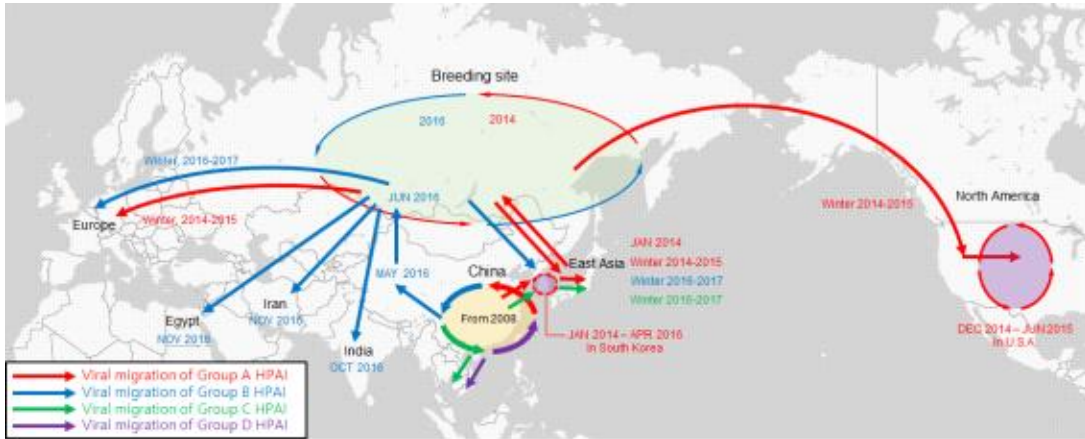 Breeding site
2016
2014
Winter, 2016-2017
JUN 2016
Europe
Winter, 2014-2015
MAY 2016
China
East Asia
JAN 2014
Winter 2014-2015
Winter 2016-2017
Winter 2016-2017
Winter 2014-2015
North America
Iran
NOV 2016
Egypt
NOV 2016
From 2008
India
OCT 2016
JAN 2014 – APR 2016
in South Korea
DEC 2014 – JUN 2015
in U.S.A.
Viral migration of Group A HPAI
Viral migration of Group B HPAI
Viral migration of Group C HPAI
Viral migration of Group D HPAI